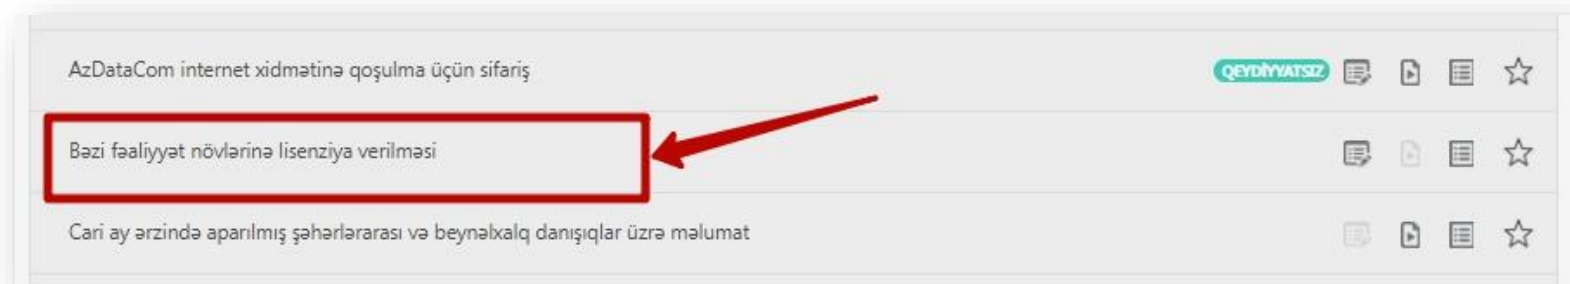 AzDataCom internet xidmətinə qoşulma üçün sifariş QEYDİYYATSIZ
Bəzi fəaliyyət növlərinə lisenziya verilməsi
Cari ay ərzində aparılmış şəhərlərarası və beynəlxalq danışıqlar üzrə məlumat